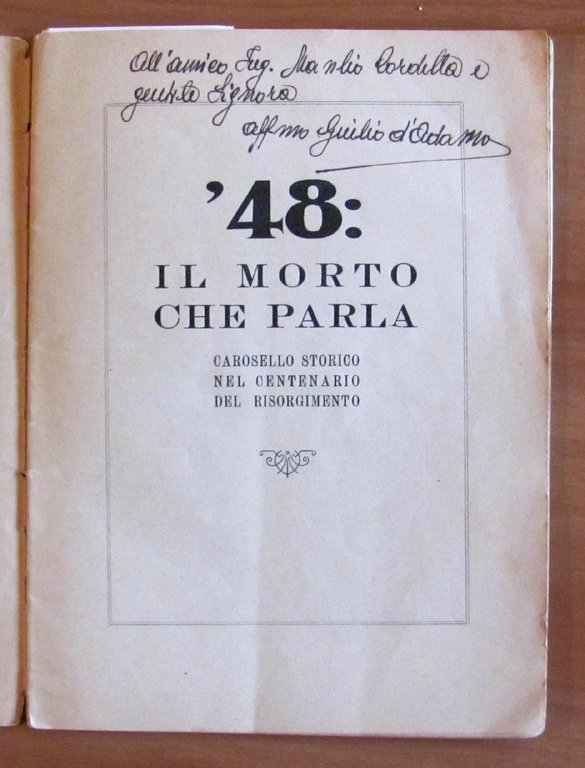 All'amico Ing. Manlio Cordella e
gentile Signora
affmo Giulio d'Adamo
'48:
IL MORTO
CHE PARLA
CAROSELLO STORICO
NEL CENTENARIO
DEL RISORGIMENTO